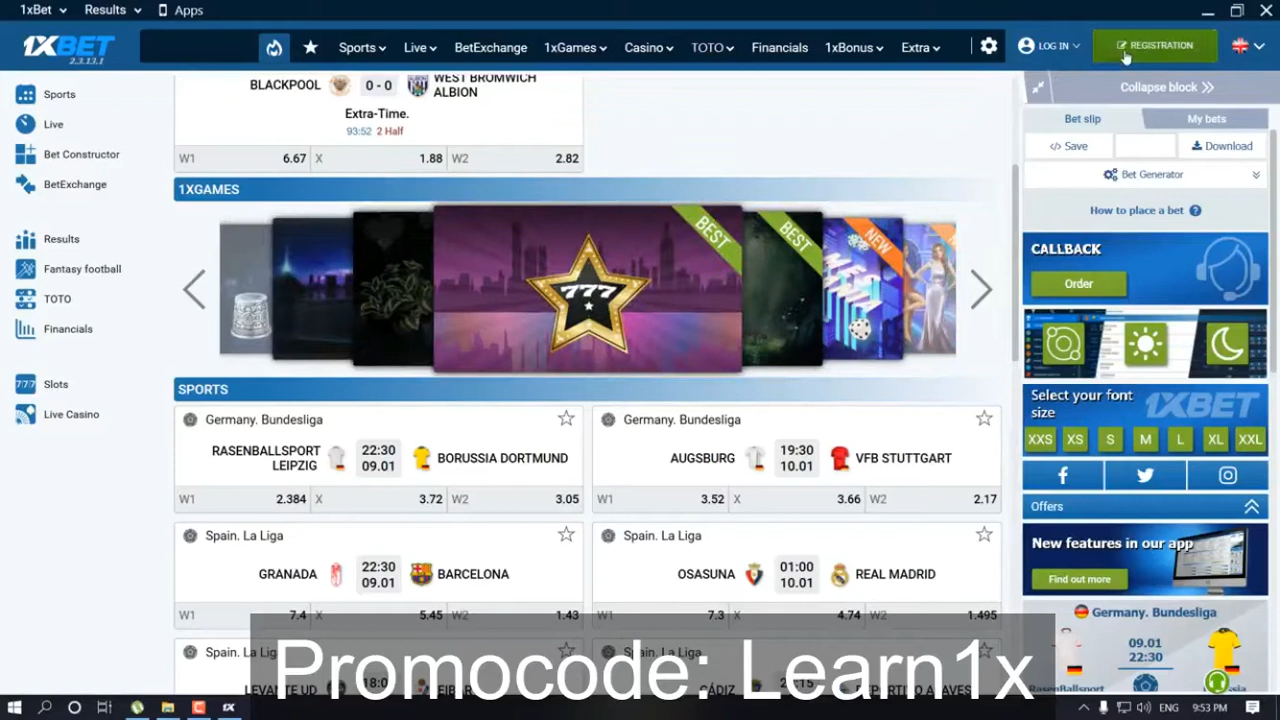 1xBet Results Apps
1XBET
2.3.13.1
Sports Live BetExchange 1xGames Casino TOTO Financials 1xBonus Extra
LOG IN REGISTRATION
Sports
Live
Bet Constructor
BetExchange
Results
Fantasy football
TOTO
Financials
Slots
Live Casino
BLACKPOOL 0 - 0 WEST BROMWICH
ALBION
Extra-Time.
93:52 2 Half
W1 6.67 X 1.88 W2 2.82
1XGAMES
777
BEST
BEST
NEW
SPORTS
Germany. Bundesliga
RASENBALLSPORT
LEIPZIG
22:30
09.01
BORUSSIA DORTMUND
W1 2.384 X 3.72 W2 3.05
Germany. Bundesliga
AUGSBURG
19:30
10.01
VFB STUTTGART
W1 3.52 X 3.66 W2 2.17
Spain. La Liga
GRANADA
22:30
09.01
BARCELONA
W1 7.4 X 5.45 W2 1.43
Spain. La Liga
OSASUNA
01:00
10.01
REAL MADRID
W1 7.3 X 4.74 W2 1.495
Collapse block
Bet slip My bets
</> Save Download
Bet Generator
How to place a bet ?
CALLBACK
Order
Select your font
size
1XBET
XXS XS S M L XL XXL
Offers
New features in our app
Find out more
Germany. Bundesliga
09.01
22:30
Promocode: Learn1x
ENG 9:53 PM